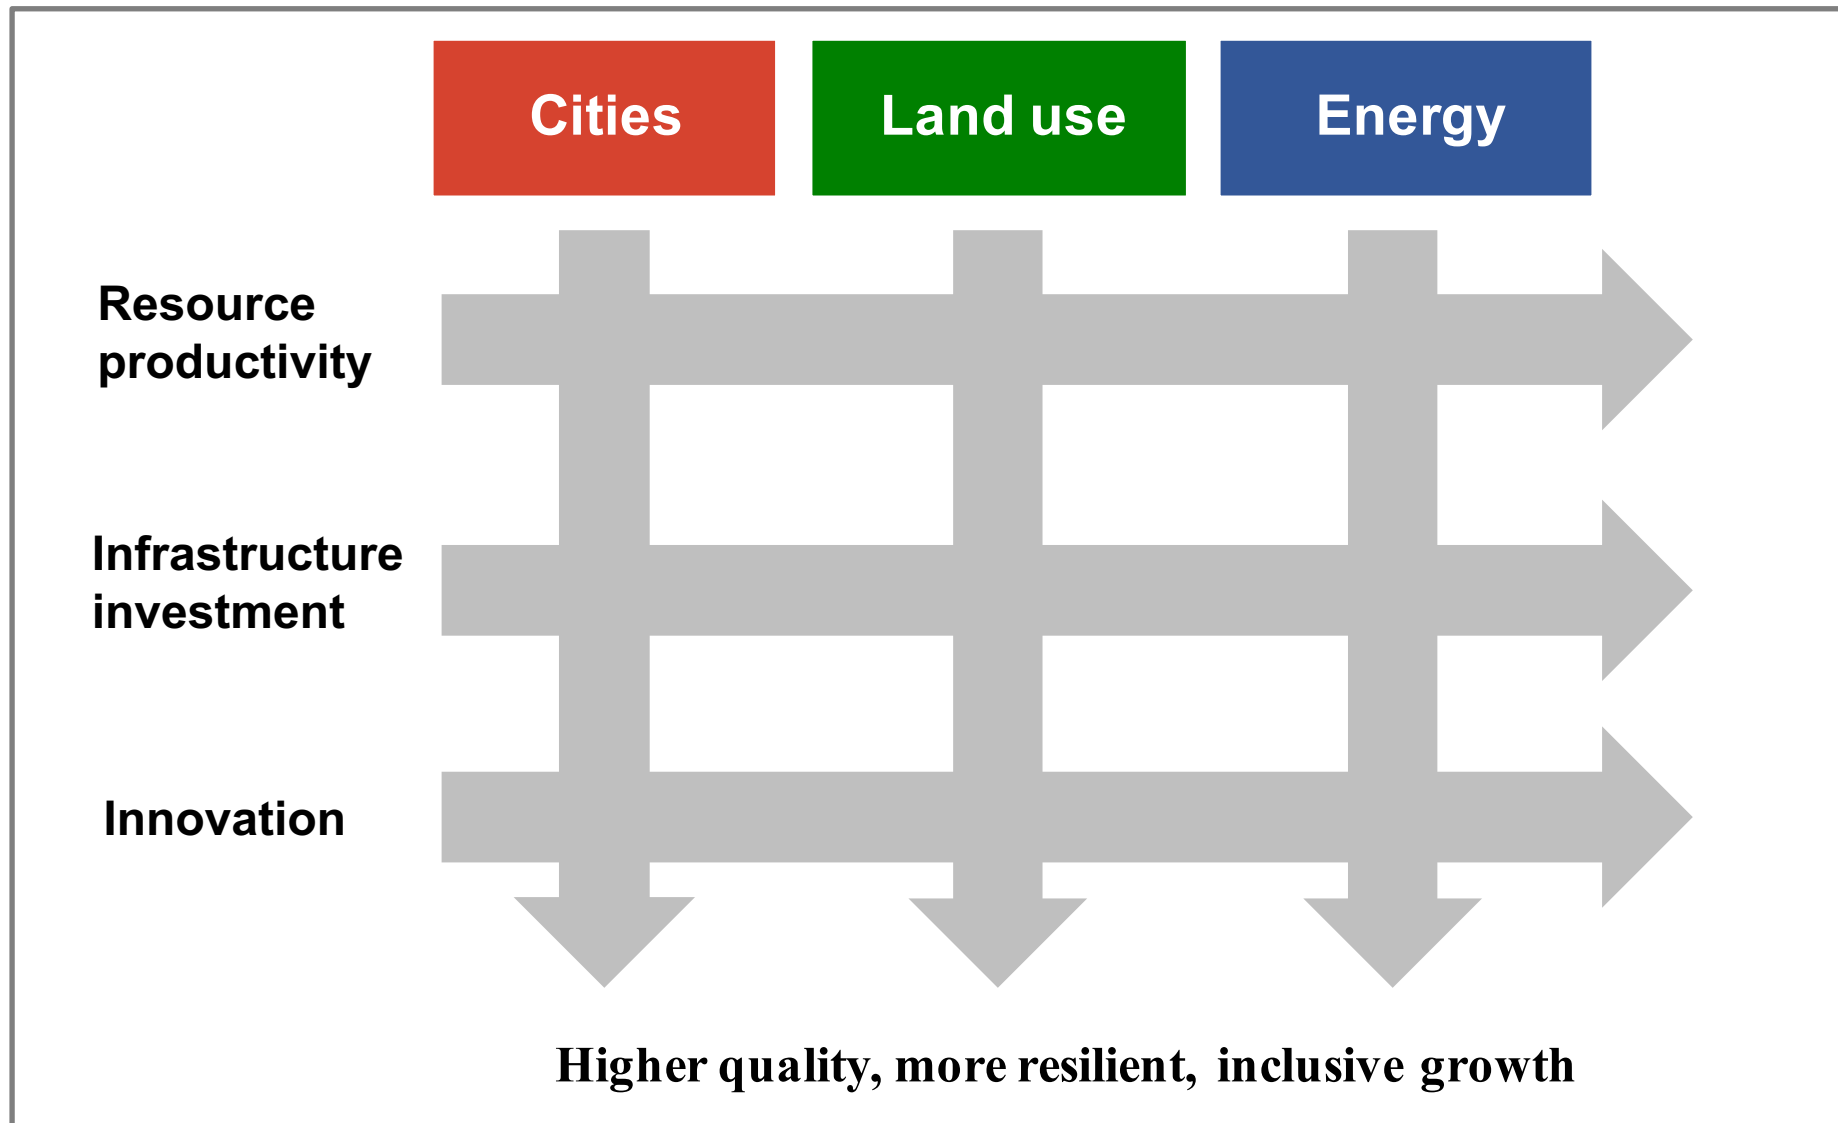 Cities
Land use
Energy
Resource
productivity
Infrastructure
investment
Innovation
Higher quality, more resilient, inclusive growth